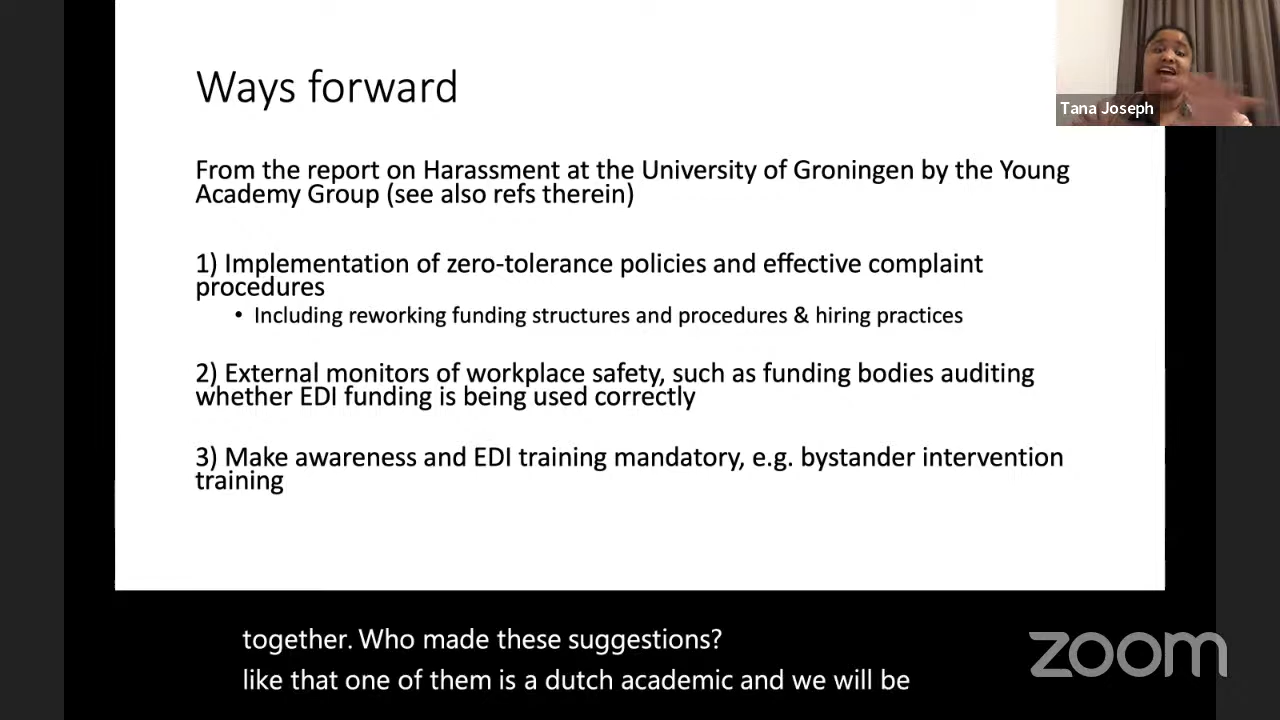 Ways forward
Tana Joseph
From the report on Harassment at the University of Groningen by the Young
Academy Group (see also refs therein)
1) Implementation of zero-tolerance policies and effective complaint
procedures
• Including reworking funding structures and procedures & hiring practices
2) External monitors of workplace safety, such as funding bodies auditing
whether EDI funding is being used correctly
3) Make awareness and EDI training mandatory, e.g. bystander intervention
training
together. Who made these suggestions?
like that one of them is a dutch academic and we will be
zoom